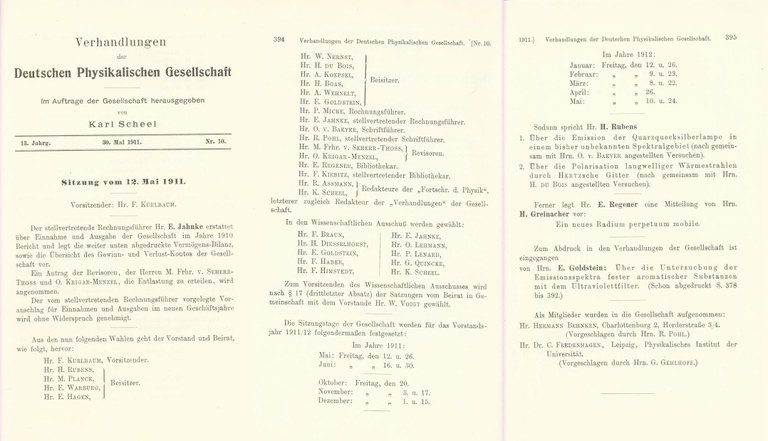 Verhandlungen
der
Deutschen Physikalischen Gesellschaft
Im Auftrage der Gesellschaft herausgegeben
von
Karl Scheel
13. Jahrg. 30. Mai 1911. Nr. 10.
Sitzung vom 12. Mai 1911.
Vorsitzender: Hr. F. Kurlbaum.
Der stellvertretende Rechnungsführer Hr. E. Jahnke erstattet
über Einnahme und Ausgabe der Gesellschaft im Jahre 1910
Bericht und legt die weiter unten abgedruckte Vermögens-Bilanz,
sowie die Übersicht des Gewinn- und Verlust-Kontos der Gesell-
schaft vor.
Ein Antrag der Revisoren, der Herren M. Frhr. v. Seherr-
Thoss und O. Keigar-Menzel, die Entlastung zu erteilen, wird
angenommen.
Der vom stellvertretenden Rechnungsführer vorgelegte Vor-
anschlag für Einnahmen und Ausgaben im neuen Geschäftsjahre
wird ohne Widerspruch genehmigt.
Aus den nun folgenden Wahlen geht der Vorstand und Beirat,
wie folgt, hervor:
Hr. F. Kurlbaum, Vorsitzender.
Hr. H. Rubens,
Hr. M. Planck,
Hr. E. Warburg,
Hr. E. Hagen,
Beisitzer.
394 Verhandlungen der Deutschen Physikalischen Gesellschaft. [Nr. 10.
Hr. W. Nernst,
Hr. H. du Bois,
Hr. A. Koepsel,
Hr. H. Boas,
Hr. A. Wehnelt,
Hr. E. Goldstein,
Beisitzer.
Hr. P. Micke, Rechnungsführer.
Hr. E. Jahnke, stellvertretender Rechnungsführer.
Hr. O. v. Baeyer, Schriftführer.
Hr. R. Pohl, stellvertretender Schriftführer.
Hr. M. Frhr. v. Seherr-Thoss,
Hr. O. Keigar-Menzel,
Revisoren.
Hr. E. Regener, Bibliothekar.
Hr. F. Kiebitz, stellvertretender Bibliothekar.
Hr. R. Assmann,
Hr. K. Scheel,
Redakteure der „Fortschr. d. Physik",
letzterer zugleich Redakteur der „Verhandlungen" der Gesell-
schaft.
In den Wissenschaftlichen Ausschuß werden gewählt:
Hr. F. Braun, Hr. E. Jahnke,
Hr. H. Diesselhorst, Hr. O. Lehmann,
Hr. E. Goldstein, Hr. P. Lenard,
Hr. F. Haber, Hr. G. Quincke,
Hr. F. Himstedt, Hr. K. Scheel.
Zum Vorsitzenden des Wissenschaftlichen Ausschusses wird
nach § 17 (drittletzter Absatz) der Satzungen vom Beirat in Ge-
meinschaft mit dem Vorstande Hr. W. Voigt gewählt.
Die Sitzungstage der Gesellschaft werden für das Vorstands-
jahr 1911/12 folgendermaßen festgesetzt:
Im Jahre 1911:
Mai: Freitag, den 12. u. 26.
Juni: „ „ 16. u. 30.
Oktober: Freitag, den 20.
November: „ „ 3. u. 17.
Dezember: „ „ 1. u. 15.
1911.] Verhandlungen der Deutschen Physikalischen Gesellschaft. 395
Im Jahre 1912:
Januar: Freitag, den 12. u. 26.
Februar: „ „ 9. u. 23.
März: „ „ 8. u. 22.
April: „ „ 26.
Mai: „ „ 10. u. 24.
Sodann spricht Hr. H. Rubens
1. Über die Emission der Quarzquecksilberlampe in
einem bisher unbekannten Spektralgebiet (nach gemein-
sam mit Hrn. O. v. Baeyer angestellten Versuchen).
2. Über die Polarisation langwelliger Wärmestrahlen
durch Hertzsche Gitter (nach gemeinsam mit Hrn.
H. du Bois angestellten Versuchen).
Ferner legt Hr. E. Regener eine Mitteilung von Hrn.
H. Greinacher vor:
Ein neues Radium perpetuum mobile.
Zum Abdruck in den Verhandlungen der Gesellschaft ist
eingegangen
von Hrn. E. Goldstein: Über die Untersuchung der
Emissionsspektra fester aromatischer Substanzen
mit dem Ultraviolettfilter. (Schon abgedruckt S. 378
bis 392.)
Als Mitglieder wurden in die Gesellschaft aufgenommen:
Hr. Hermann Behnken, Charlottenburg 2, Herderstraße 3/4.
(Vorgeschlagen durch Hrn. R. Pohl.)
Hr. Dr. C. Fredenhagen, Leipzig, Physikalisches Institut der
Universität.
(Vorgeschlagen durch Hrn. G. Gehlhoff.)